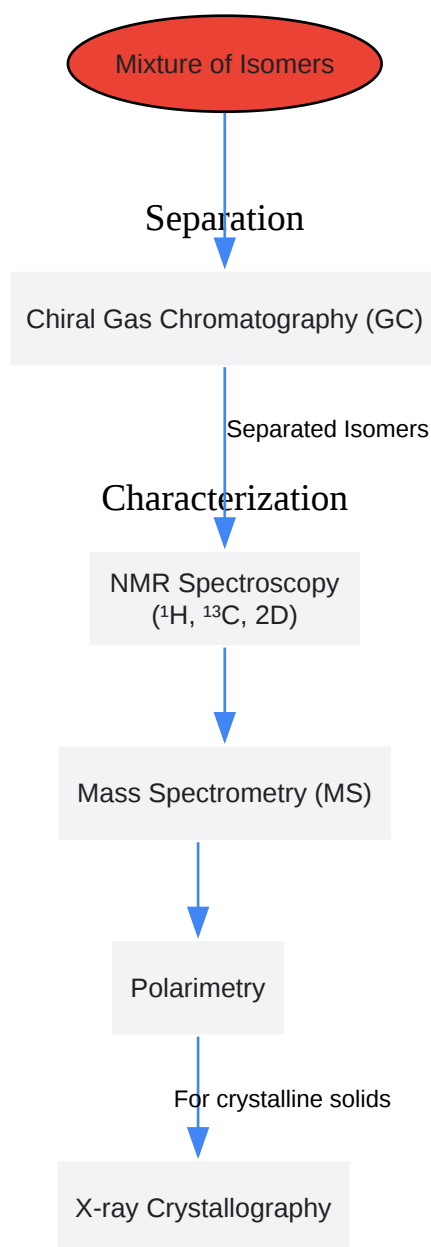 Mixture of Isomers
Separation
Chiral Gas Chromatography (GC)
Separated Isomers
Characterization
NMR Spectroscopy
(¹H, ¹³C, 2D)
Mass Spectrometry (MS)
Polarimetry
For crystalline solids
X-ray Crystallography